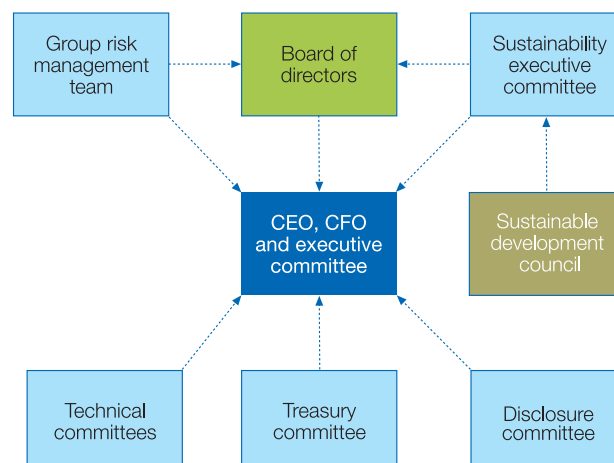 Group risk
management
team
Board of
directors
Sustainability
executive
committee
CEO, CFO
and executive
committee
Sustainable
development
council
Technical
committees
Treasury
committee
Disclosure
committee